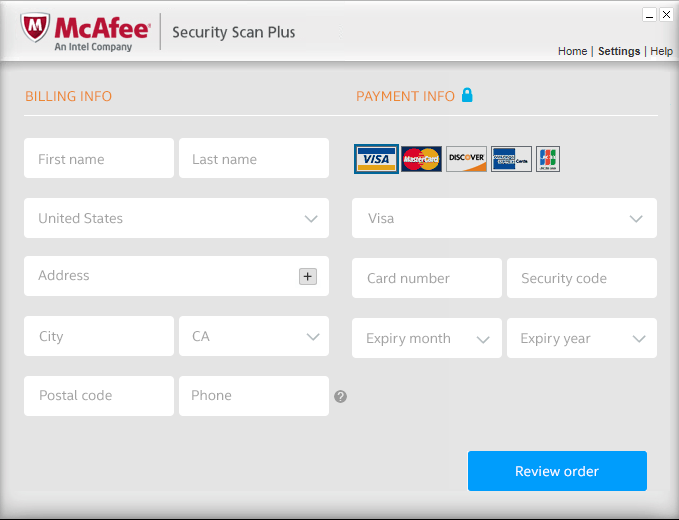 McAfee®
An Intel Company
Security Scan Plus
Home | Settings | Help
BILLING INFO
PAYMENT INFO
First name
Last name
VISA
MasterCard
DISCOVER
JCB
United States
Visa
Address
+
Card number
Security code
City
CA
Expiry month
Expiry year
Postal code
Phone
?
Review order